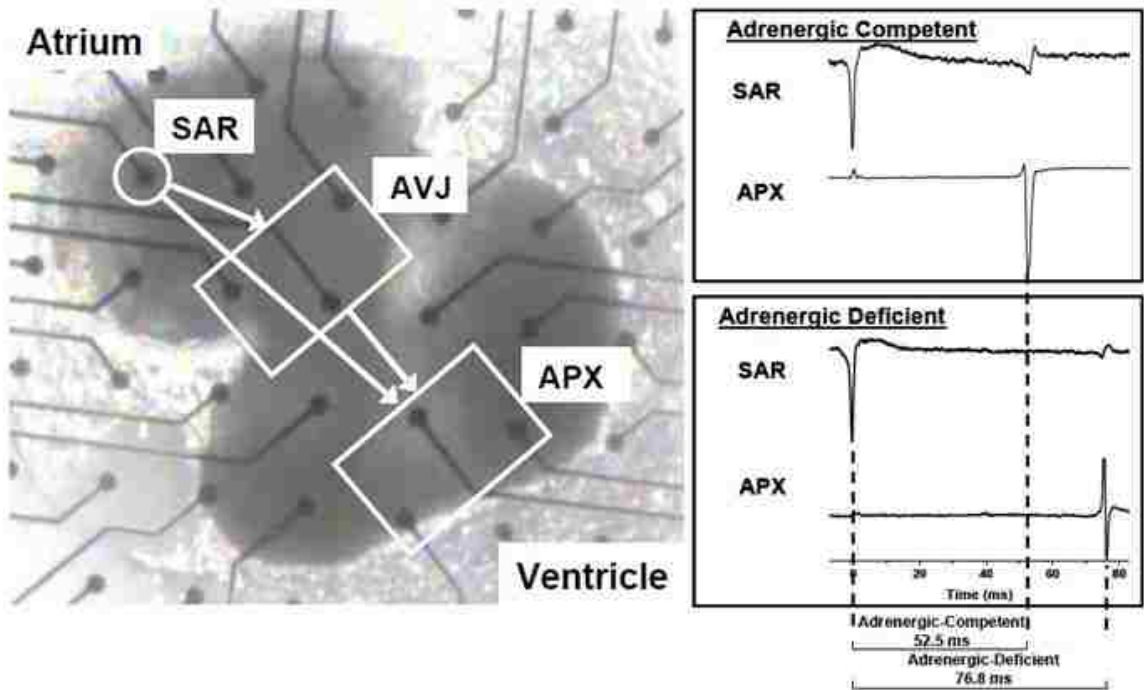 Atrium
SAR
AVJ
APX
Ventricle
Adrenergic Competent
SAR
APX
Adrenergic Deficient
SAR
APX
0 20 40 60 80
Time (ms)
Adrenergic-Competent
52.5 ms
Adrenergic-Deficient
76.8 ms